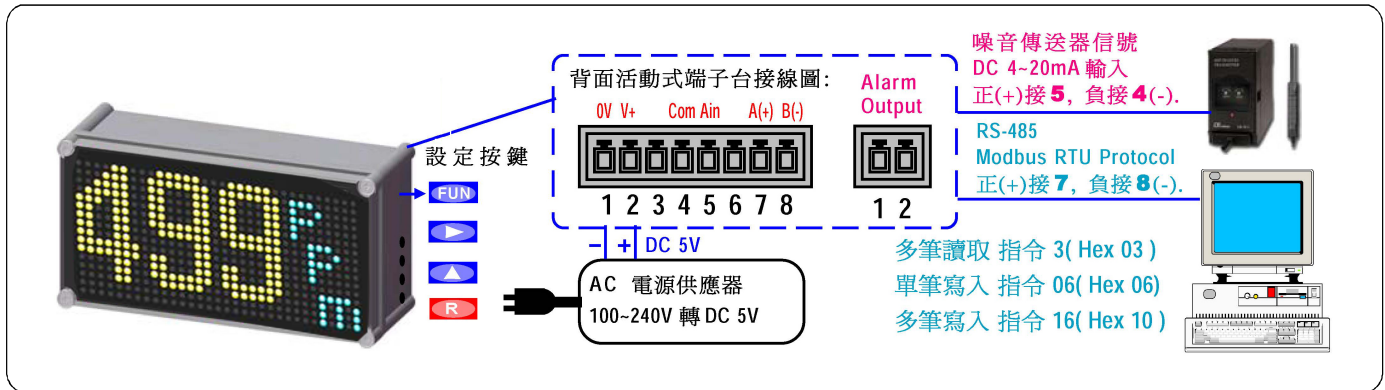 499
PPm
設定按鍵
FUN
R
背面活動式端子台接線圖:
0V V+ Com Ain A(+) B(-)
1 2 3 4 5 6 7 8
Alarm
Output
1 2
− + DC 5V
AC 電源供應器
100~240V 轉 DC 5V
噪音傳送器信號
DC 4~20mA 輸入
正(+)接5, 負接4(-).
RS-485
Modbus RTU Protocol
正(+)接7, 負接8(-).
多筆讀取 指令 3( Hex 03 )
單筆寫入 指令 06( Hex 06)
多筆寫入 指令 16( Hex 10 )